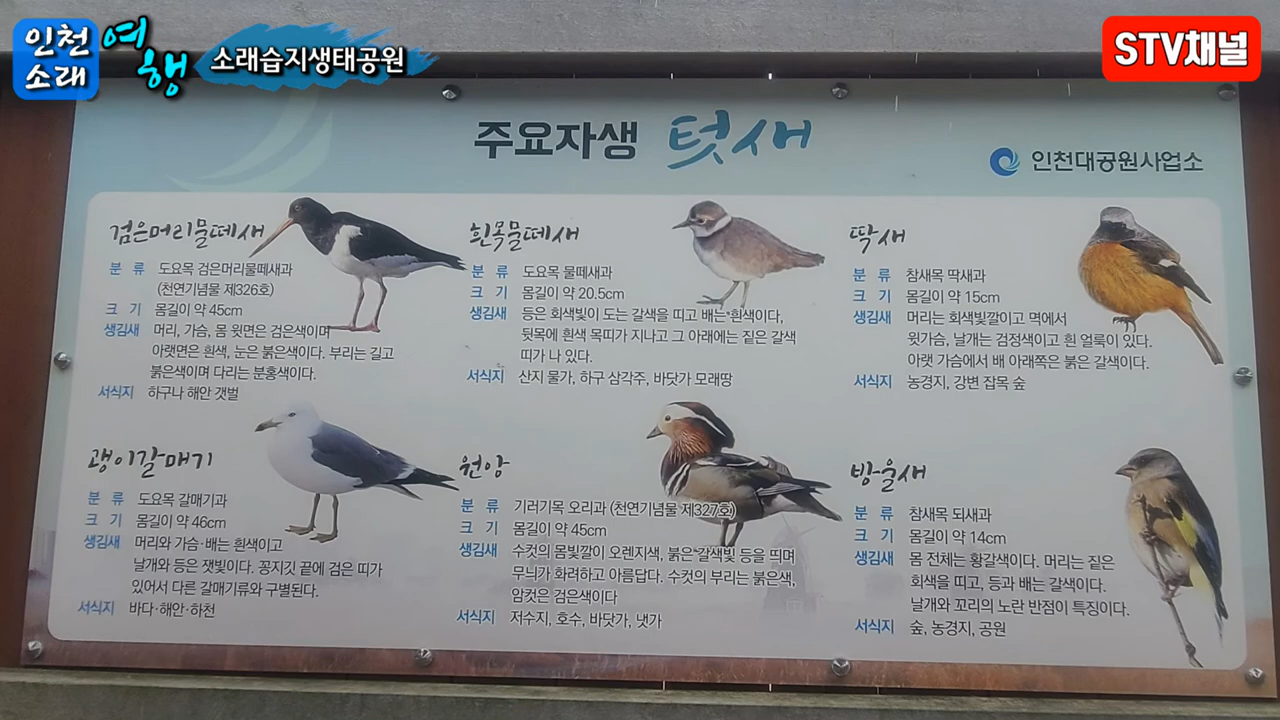 인천 여행
소래
소래습지생태공원
STV채널
주요자생 텃새
인천대공원사업소
검은머리물떼새
분 류 도요목 검은머리물떼새과
(천연기념물 제326호)
크 기 몸길이 약 45cm
생김새 머리, 가슴, 몸 윗면은 검은색이며
아랫면은 흰색, 눈은 붉은색이다. 부리는 길고
붉은색이며 다리는 분홍색이다.
서식지 하구나 해안 갯벌
흰목물떼새
분 류 도요목 물떼새과
크 기 몸길이 약 20.5cm
생김새 등은 회색빛이 도는 갈색을 띠고 배는 흰색이다,
뒷목에 흰색 목띠가 지나고 그 아래에는 짙은 갈색
띠가 나 있다.
서식지 산지 물가, 하구 삼각주, 바닷가 모래땅
딱새
분 류 참새목 딱새과
크 기 몸길이 약 15cm
생김새 머리는 회색빛깔이고 멱에서
윗가슴, 날개는 검정색이고 흰 얼룩이 있다.
아랫 가슴에서 배 아래쪽은 붉은 갈색이다.
서식지 농경지, 강변 잡목 숲
괭이갈매기
분 류 도요목 갈매기과
크 기 몸길이 약 46cm
생김새 머리와 가슴·배는 흰색이고
날개와 등은 잿빛이다. 꽁지깃 끝에 검은 띠가
있어서 다른 갈매기류와 구별된다.
서식지 바다·해안·하천
원앙
분 류 기러기목 오리과 (천연기념물 제327호)
크 기 몸길이 약 45cm
생김새 수컷의 몸빛깔이 오렌지색, 붉은 갈색빛 등을 띄며
무늬가 화려하고 아름답다. 수컷의 부리는 붉은색,
암컷은 검은색이다
서식지 저수지, 호수, 바닷가, 냇가
방울새
분 류 참새목 되새과
크 기 몸길이 약 14cm
생김새 몸 전체는 황갈색이다. 머리는 짙은
회색을 띠고, 등과 배는 갈색이다.
날개와 꼬리의 노란 반점이 특징이다.
서식지 숲, 농경지, 공원